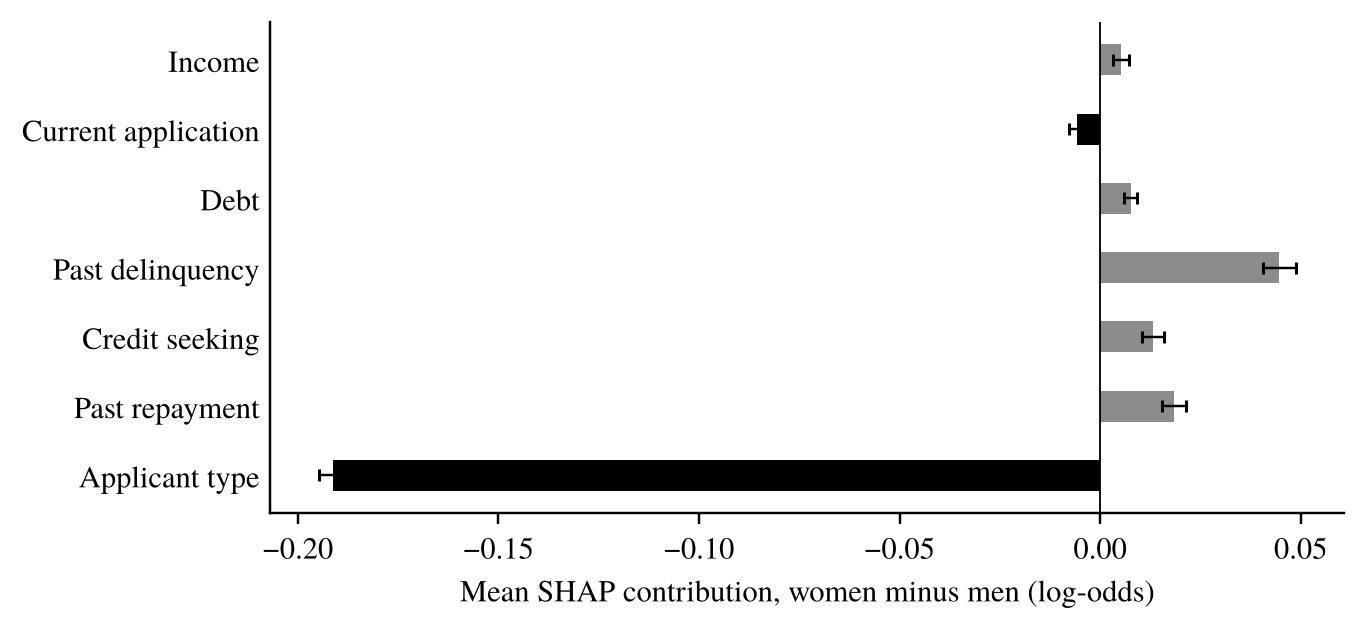 Income
Current application
Debt
Past delinquency
Credit seeking
Past repayment
Applicant type
−0.20 −0.15 −0.10 −0.05 0.00 0.05
Mean SHAP contribution, women minus men (log-odds)